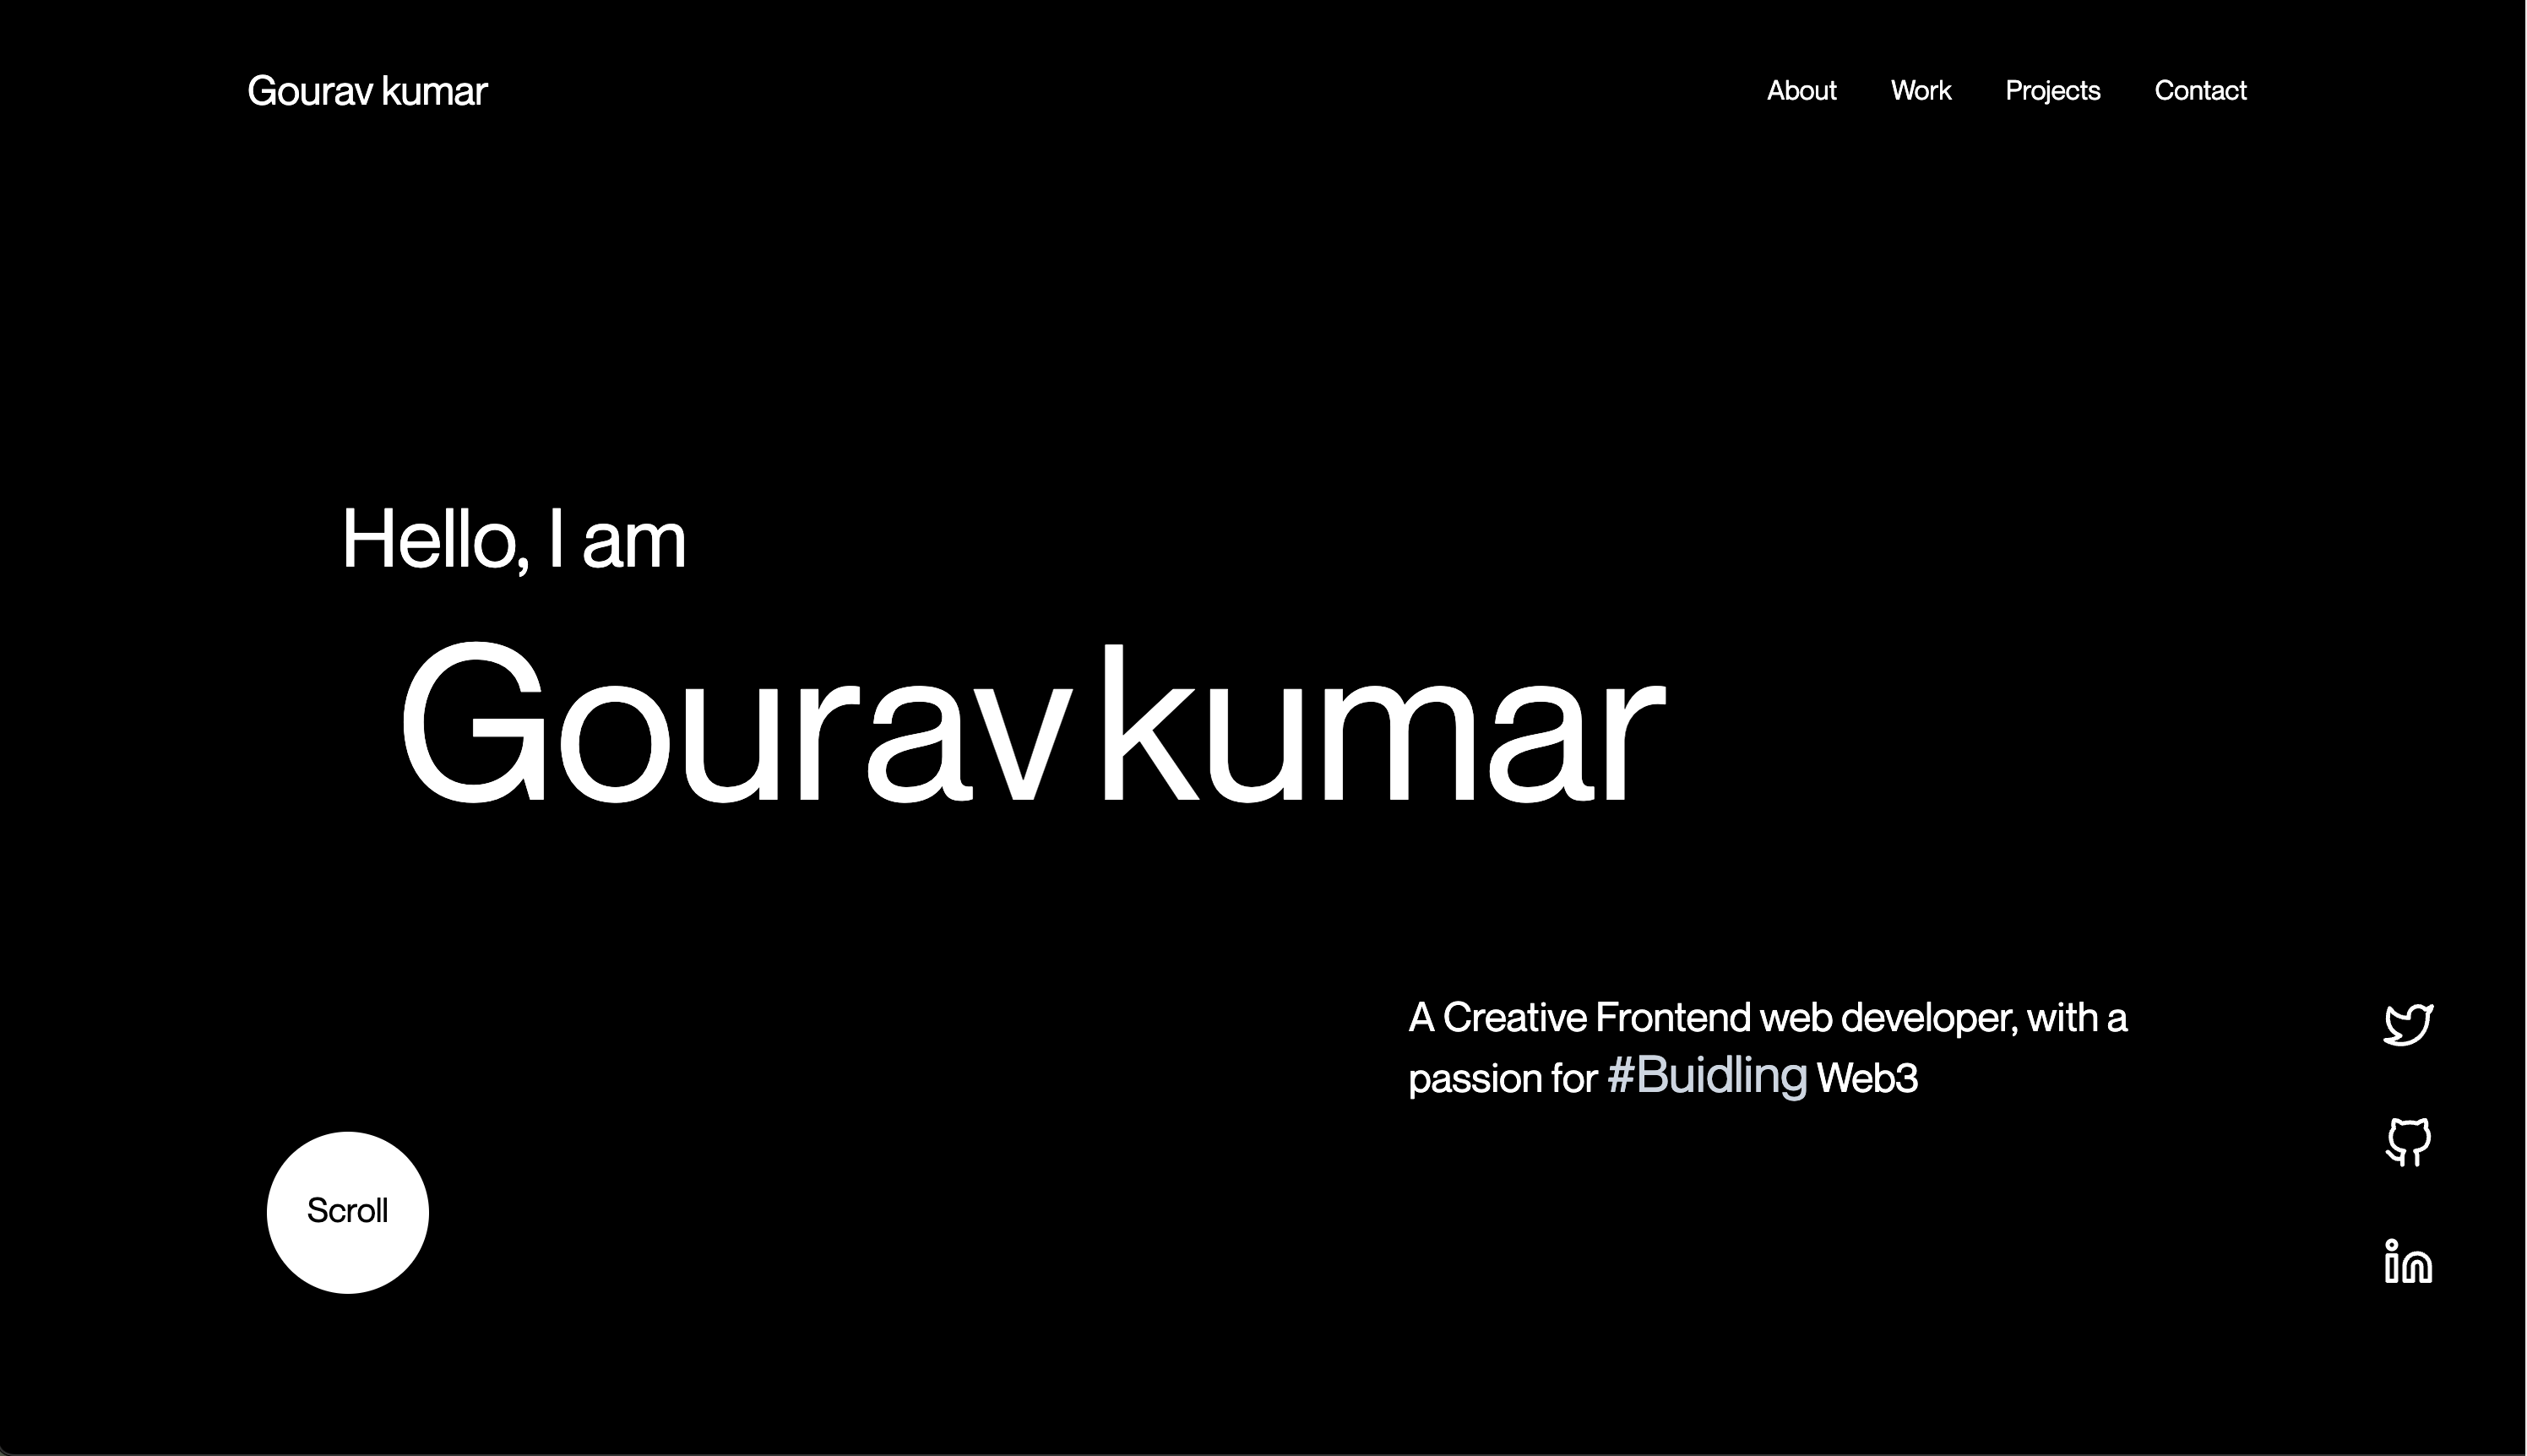 Gourav kumar
About Work Projects Contact
Hello, I am
Gourav kumar
A Creative Frontend web developer, with a
passion for #Buidling Web3
Scroll
in